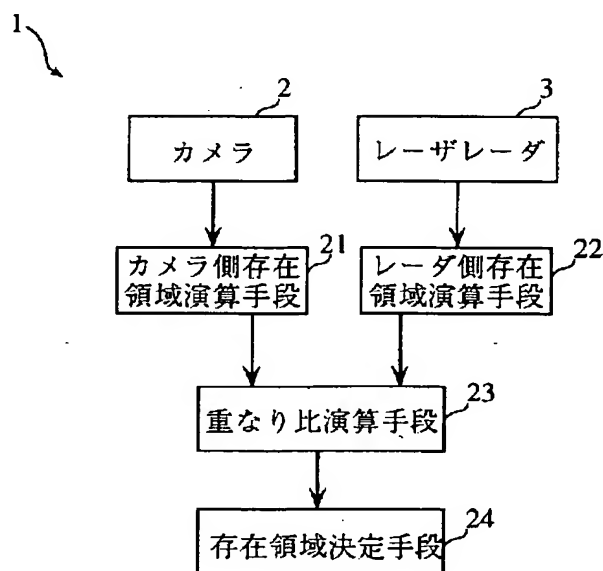 1
2
3
カメラ
レーザレーダ
21
22
カメラ側存在
領域演算手段
レーダ側存在
領域演算手段
23
重なり比演算手段
24
存在領域決定手段